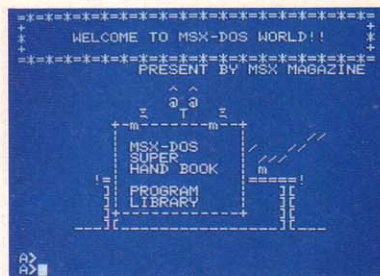 =*=*=*=*=*=*=*=*=*=*=*=*=*=*=*=*=*=
WELCOME TO MSX-DOS WORLD!!
=*=*=*=*=*=*=*=*=*=*=*=*=*=*=*=*=*=
PRESENT BY MSX MAGAZINE
MSX-DOS
SUPER
HAND BOOK
PROGRAM
LIBRARY
A>
A>